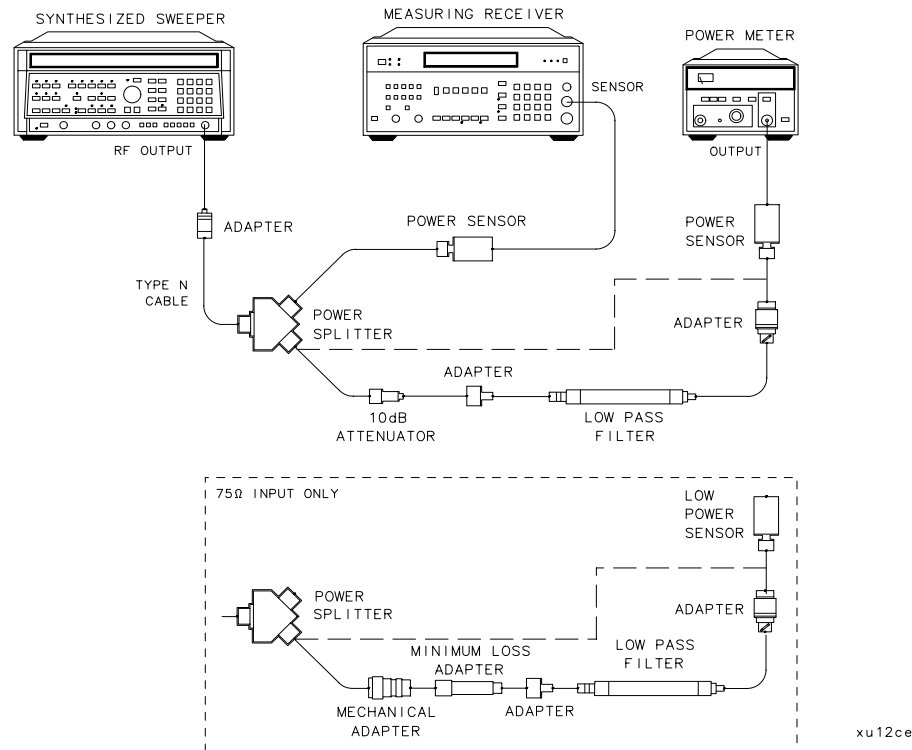 SYNTHESIZED SWEEPER
MEASURING RECEIVER
POWER METER
SENSOR
RF OUTPUT
OUTPUT
ADAPTER
POWER SENSOR
POWER
SENSOR
TYPE N
CABLE
POWER
SPLITTER
ADAPTER
ADAPTER
10dB
ATTENUATOR
LOW PASS
FILTER
75Ω INPUT ONLY
LOW
POWER
SENSOR
POWER
SPLITTER
ADAPTER
MINIMUM LOSS
ADAPTER
LOW PASS
FILTER
MECHANICAL
ADAPTER
ADAPTER
xu12ce